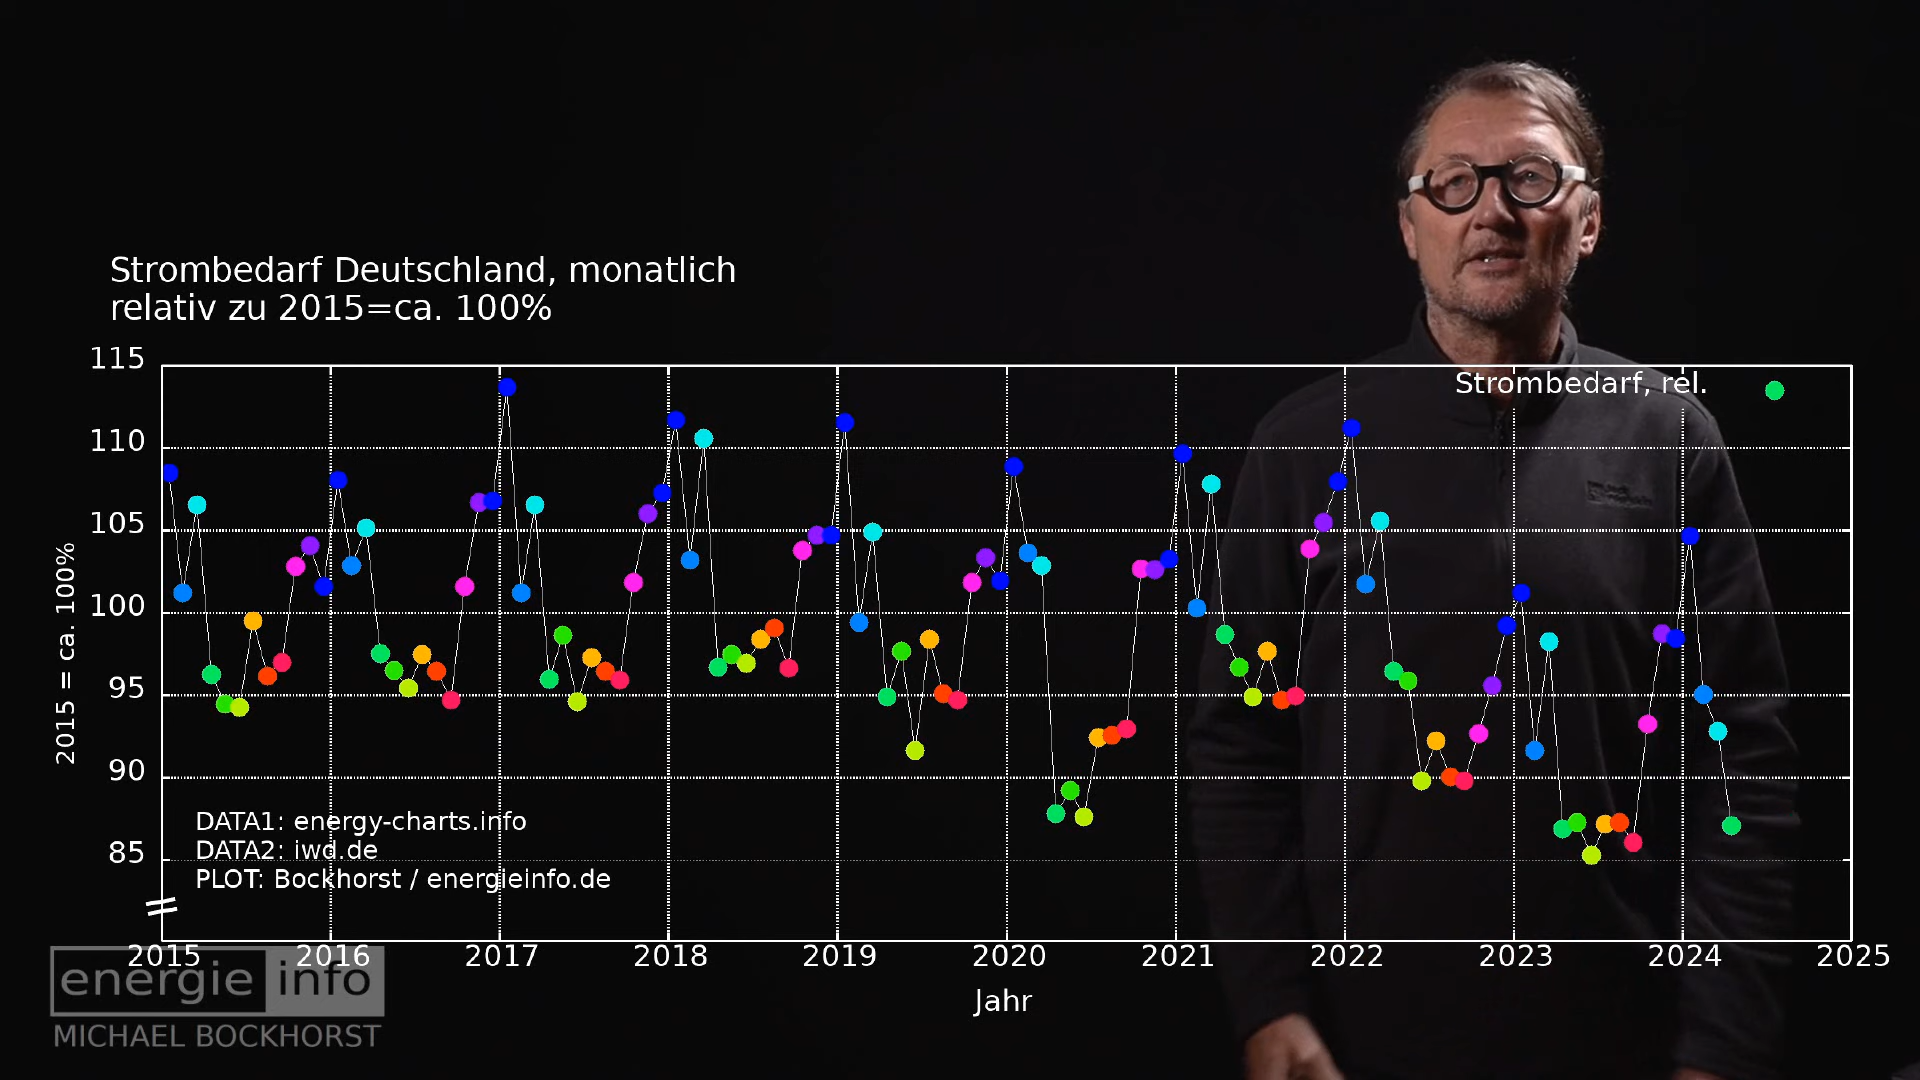 Strombedarf Deutschland, monatlich
relativ zu 2015=ca. 100%
115
110
105
100
95
90
85
2015 = ca. 100%
Strombedarf, rel.
DATA1: energy-charts.info
DATA2: iwd.de
PLOT: Bockhorst / energieinfo.de
2015 2016 2017 2018 2019 2020 2021 2022 2023 2024 2025
Jahr
energie info
MICHAEL BOCKHORST